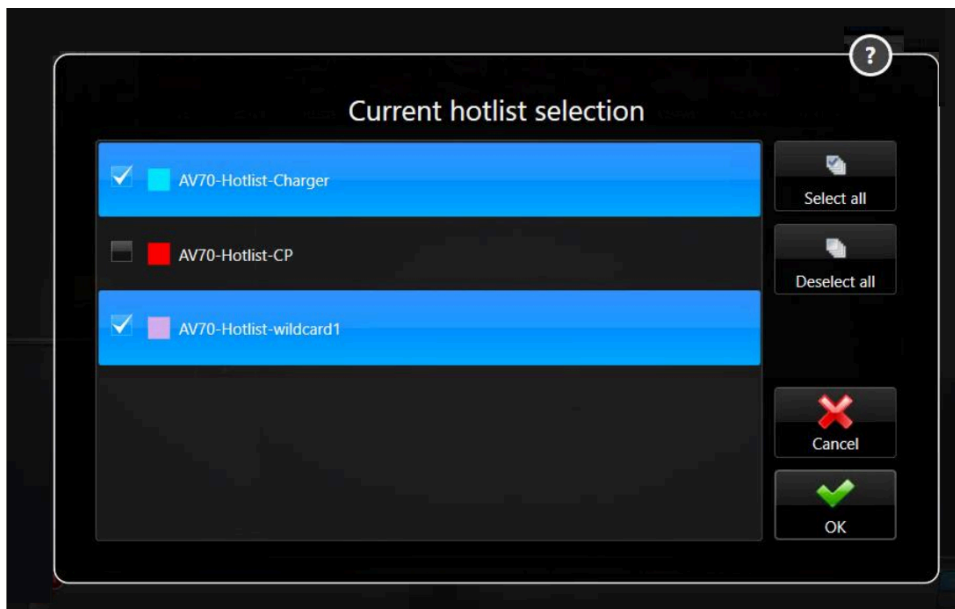 ?
Current hotlist selection
AV70-Hotlist-Charger
AV70-Hotlist-CP
AV70-Hotlist-wildcard1
Select all
Deselect all
Cancel
OK